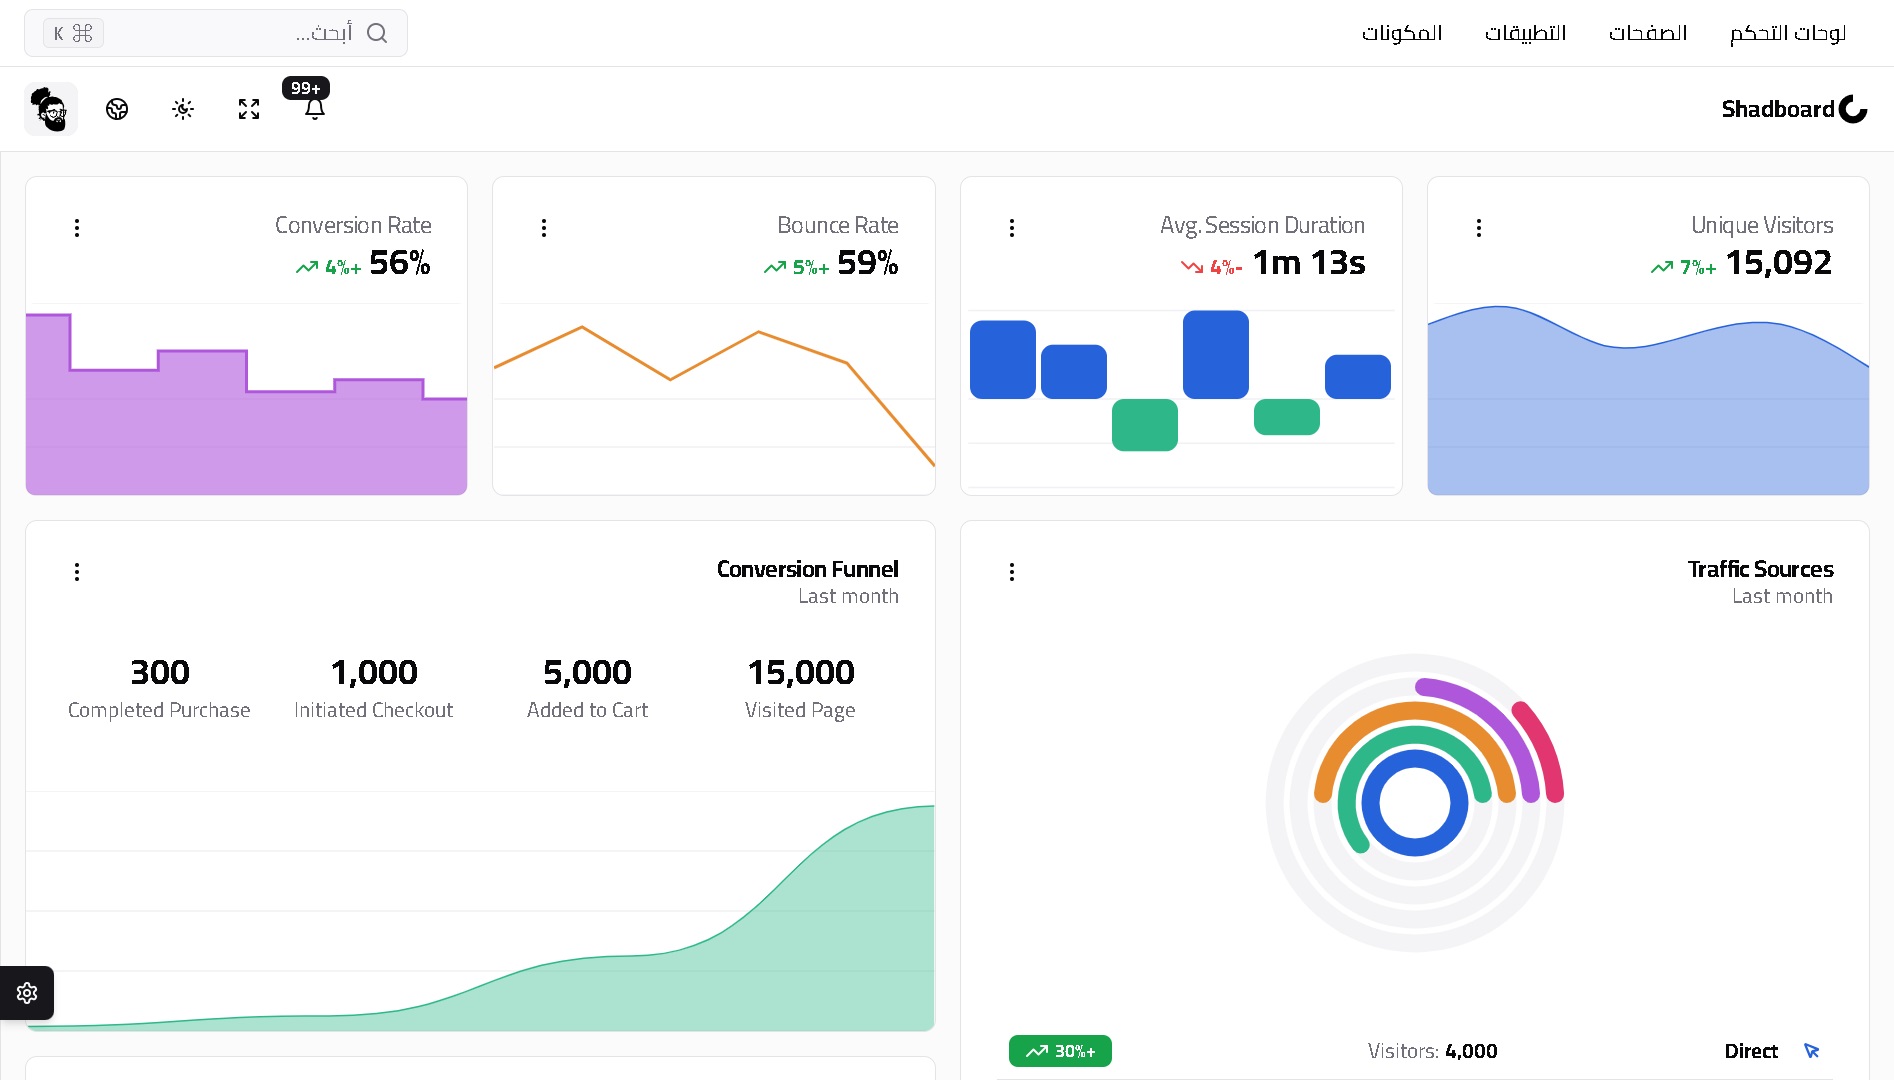 لوحات التحكم
الصفحات
التطبيقات
المكونات
أبحث...
⌘ K
Shadboard
99+
Unique Visitors
15,092
7%+
Avg. Session Duration
1m 13s
4%-
Bounce Rate
59%
5%+
Conversion Rate
56%
4%+
Traffic Sources
Last month
Direct
Visitors: 4,000
30%+
Conversion Funnel
Last month
15,000
Visited Page
5,000
Added to Cart
1,000
Initiated Checkout
300
Completed Purchase